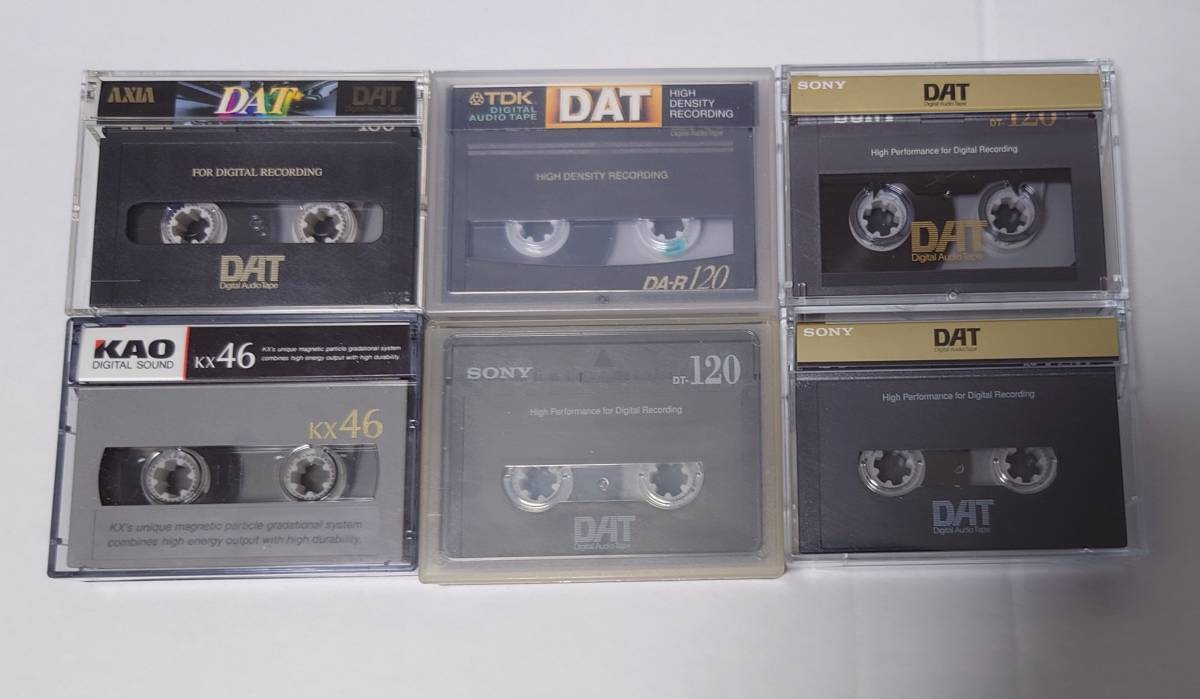 AXIA
DAT
DAT
FOR DIGITAL RECORDING
DAT
Digital Audio Tape
TDK
DIGITAL
AUDIO TAPE
DAT
HIGH
DENSITY
RECORDING
Digital Audio Tape
HIGH DENSITY RECORDING
DA-R 120
SONY
DAT
Digital Audio Tape
SONY
DT-120
High Performance for Digital Recording
DAT
Digital Audio Tape
KAO
DIGITAL SOUND
KX46
KX's unique magnetic particle gradational system
combines high energy output with high durability.
KX46
KX's unique magnetic particle gradational system
combines high energy output with high durability.
SONY
DT-120
High Performance for Digital Recording
DAT
Digital Audio Tape
SONY
DAT
Digital Audio Tape
High Performance for Digital Recording
DAT
Digital Audio Tape